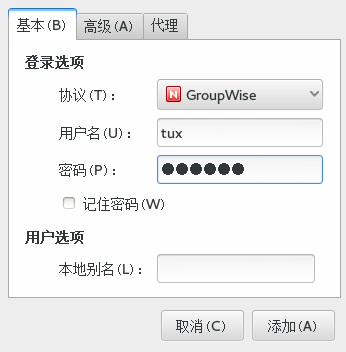 基本(B) 高级(A) 代理
登录选项
协议(T)： GroupWise
用户名(U)： tux
密码(P)： ●●●●●●
记住密码(W)
用户选项
本地别名(L)：
取消(C) 添加(A)